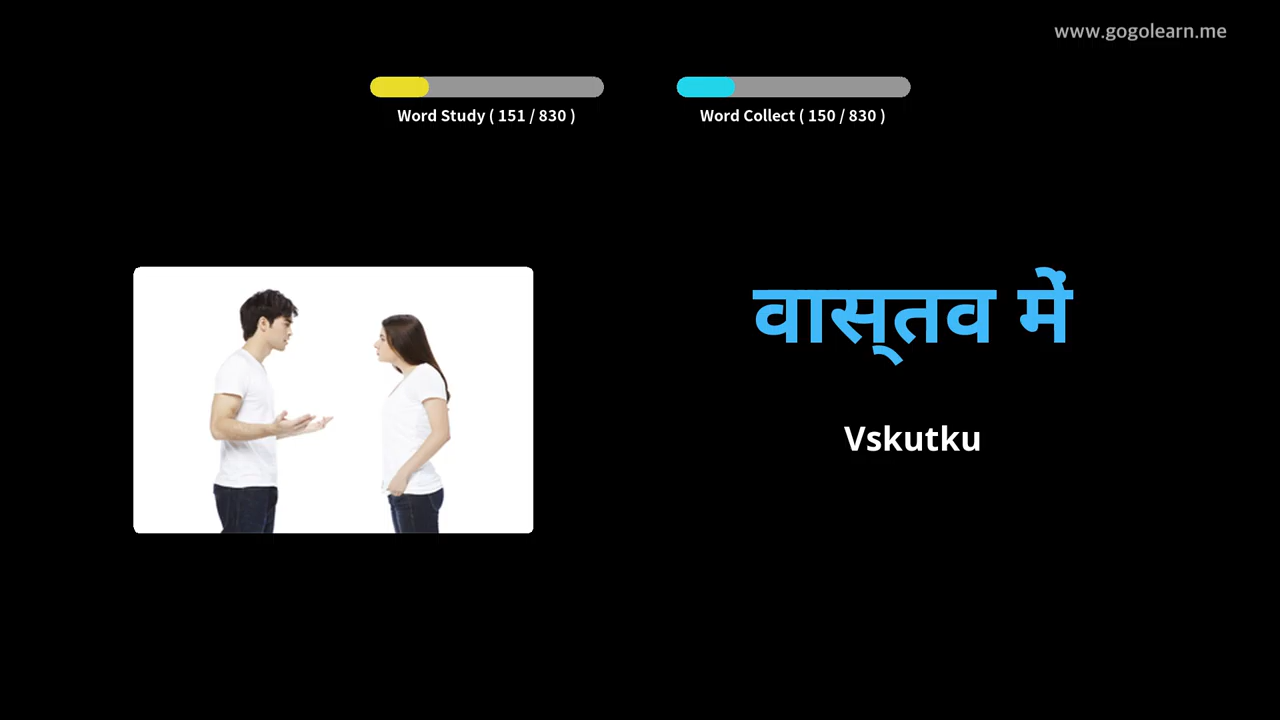 www.gogolearn.me
Word Study ( 151 / 830 )
Word Collect ( 150 / 830 )
वास्तव में
Vskutku